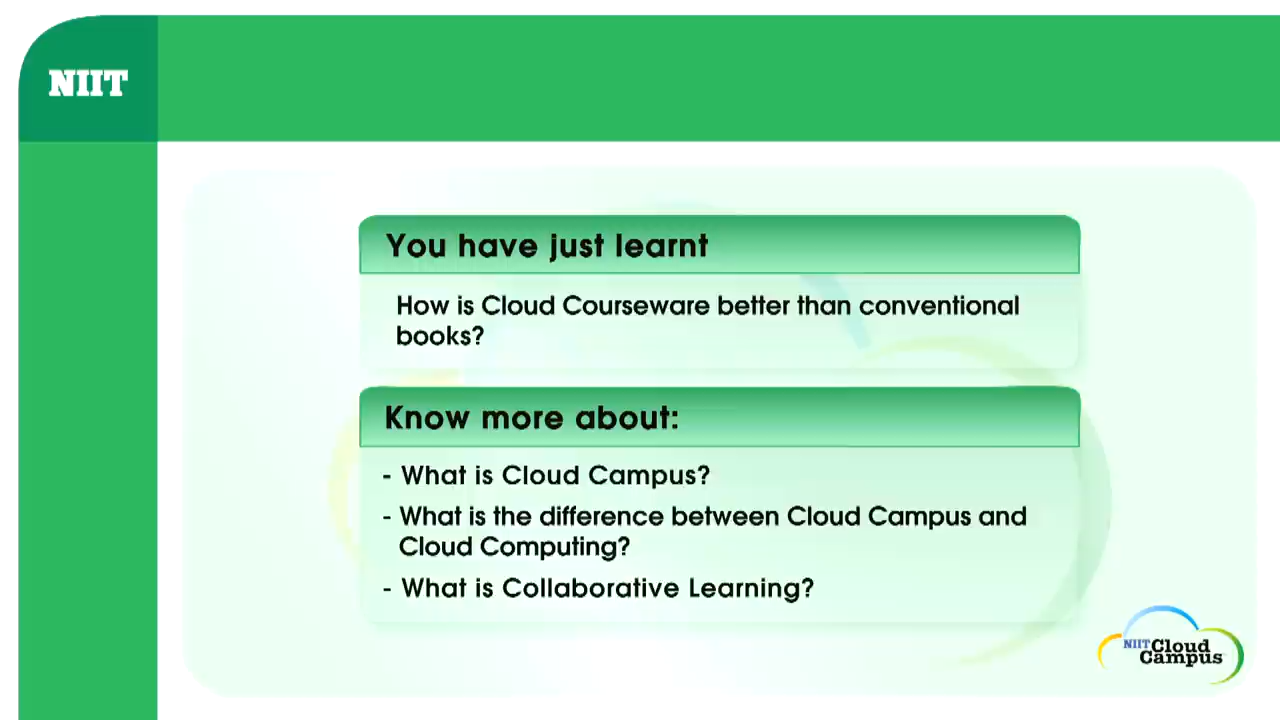 NIIT
You have just learnt
How is Cloud Courseware better than conventional
books?
Know more about:
- What is Cloud Campus?
- What is the difference between Cloud Campus and
Cloud Computing?
- What is Collaborative Learning?
NIIT Cloud
Campus